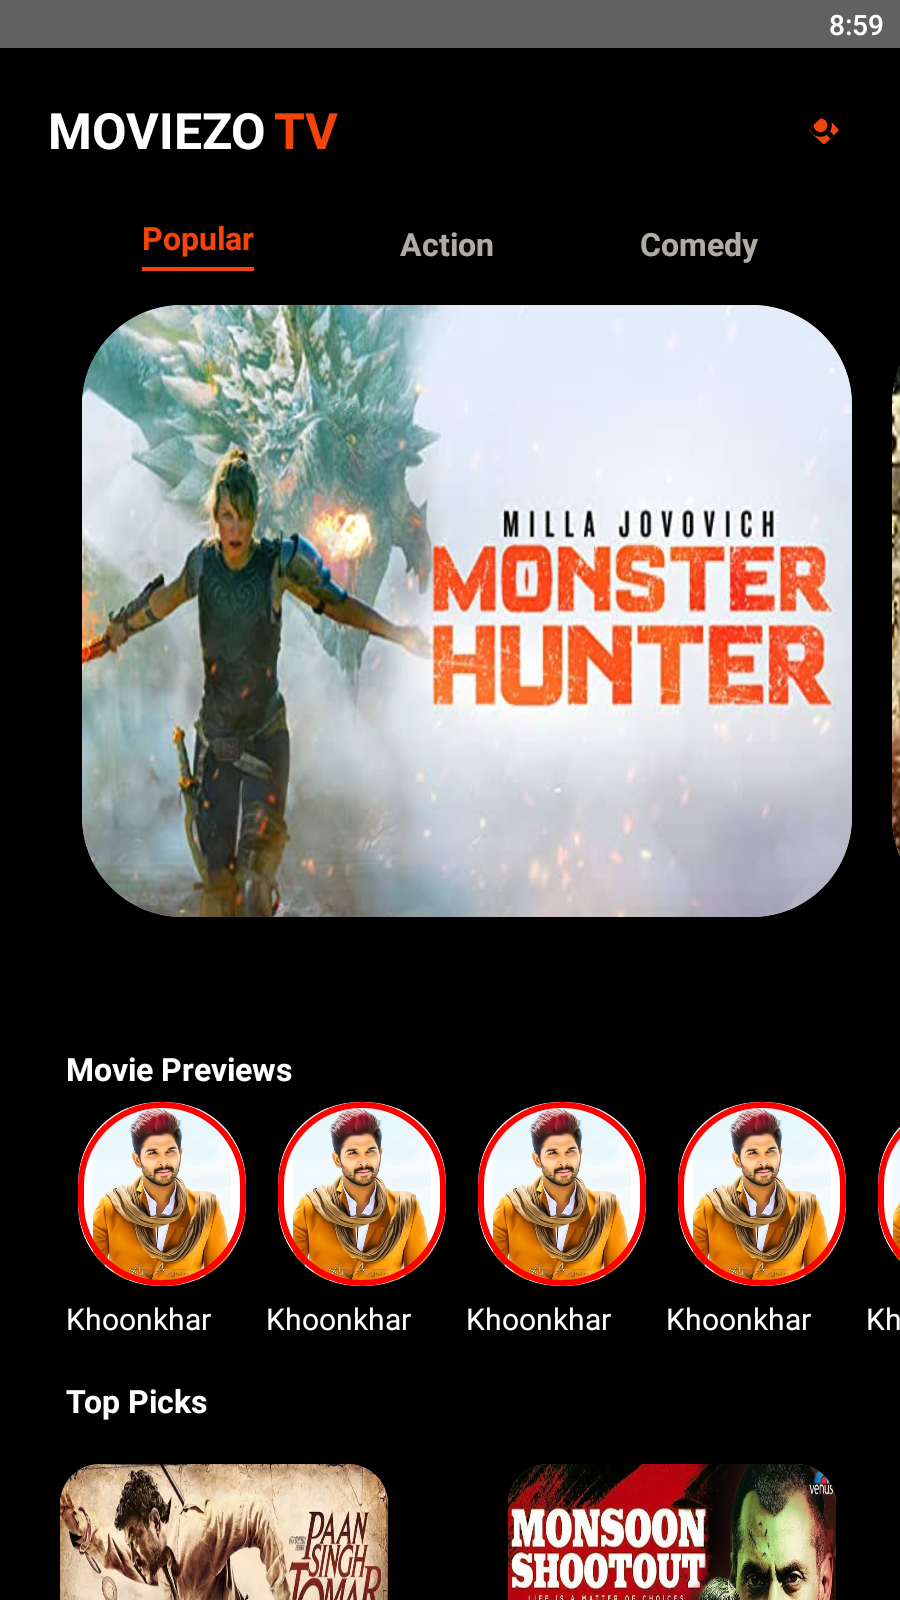 8:59
MOVIEZO TV
Popular
Action
Comedy
MILLA JOVOVICH
MONSTER
HUNTER
Movie Previews
Khoonkhar
Khoonkhar
Khoonkhar
Khoonkhar
Kh
Top Picks
PAAN
SINGH
TOMAR
venus
MONSOON
SHOOTOUT
LIFE IS A MATTER OF CHOICES